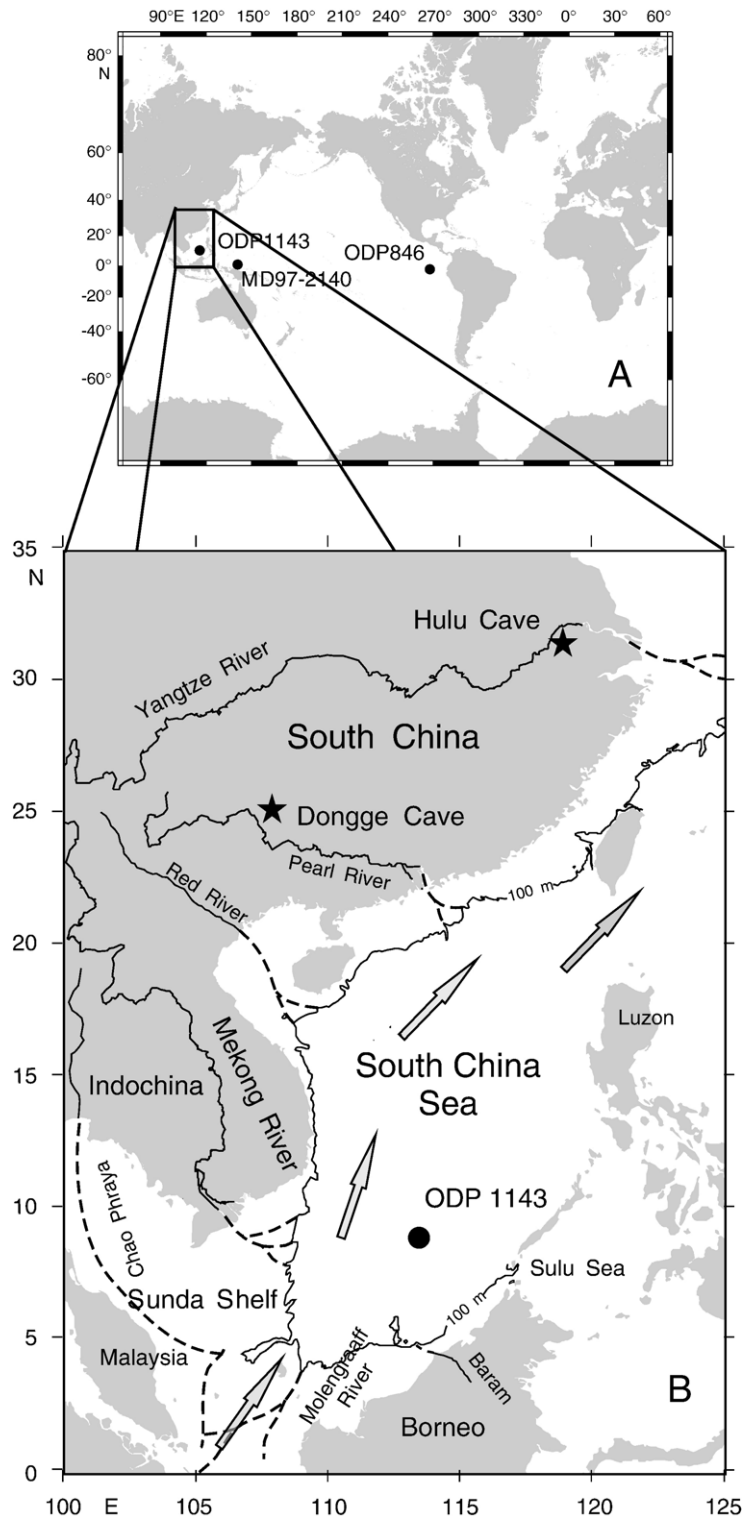 90°E 120° 150° 180° 210° 240° 270° 300° 330° 0° 30° 60°
80°
N
60°
40°
20°
0°
-20°
-40°
-60°
ODP1143
ODP846
MD97-2140
A
35
N
30
25
20
15
10
5
0
Hulu Cave
Yangtze River
South China
Dongge Cave
Pearl River
Red River
100 m
Luzon
Mekong River
South China
Sea
Indochina
ODP 1143
Chao Phraya
Sulu Sea
Sunda Shelf
100 m
Malaysia
Molengraaff
River
Baram
B
Borneo
100 E 105 110 115 120 125